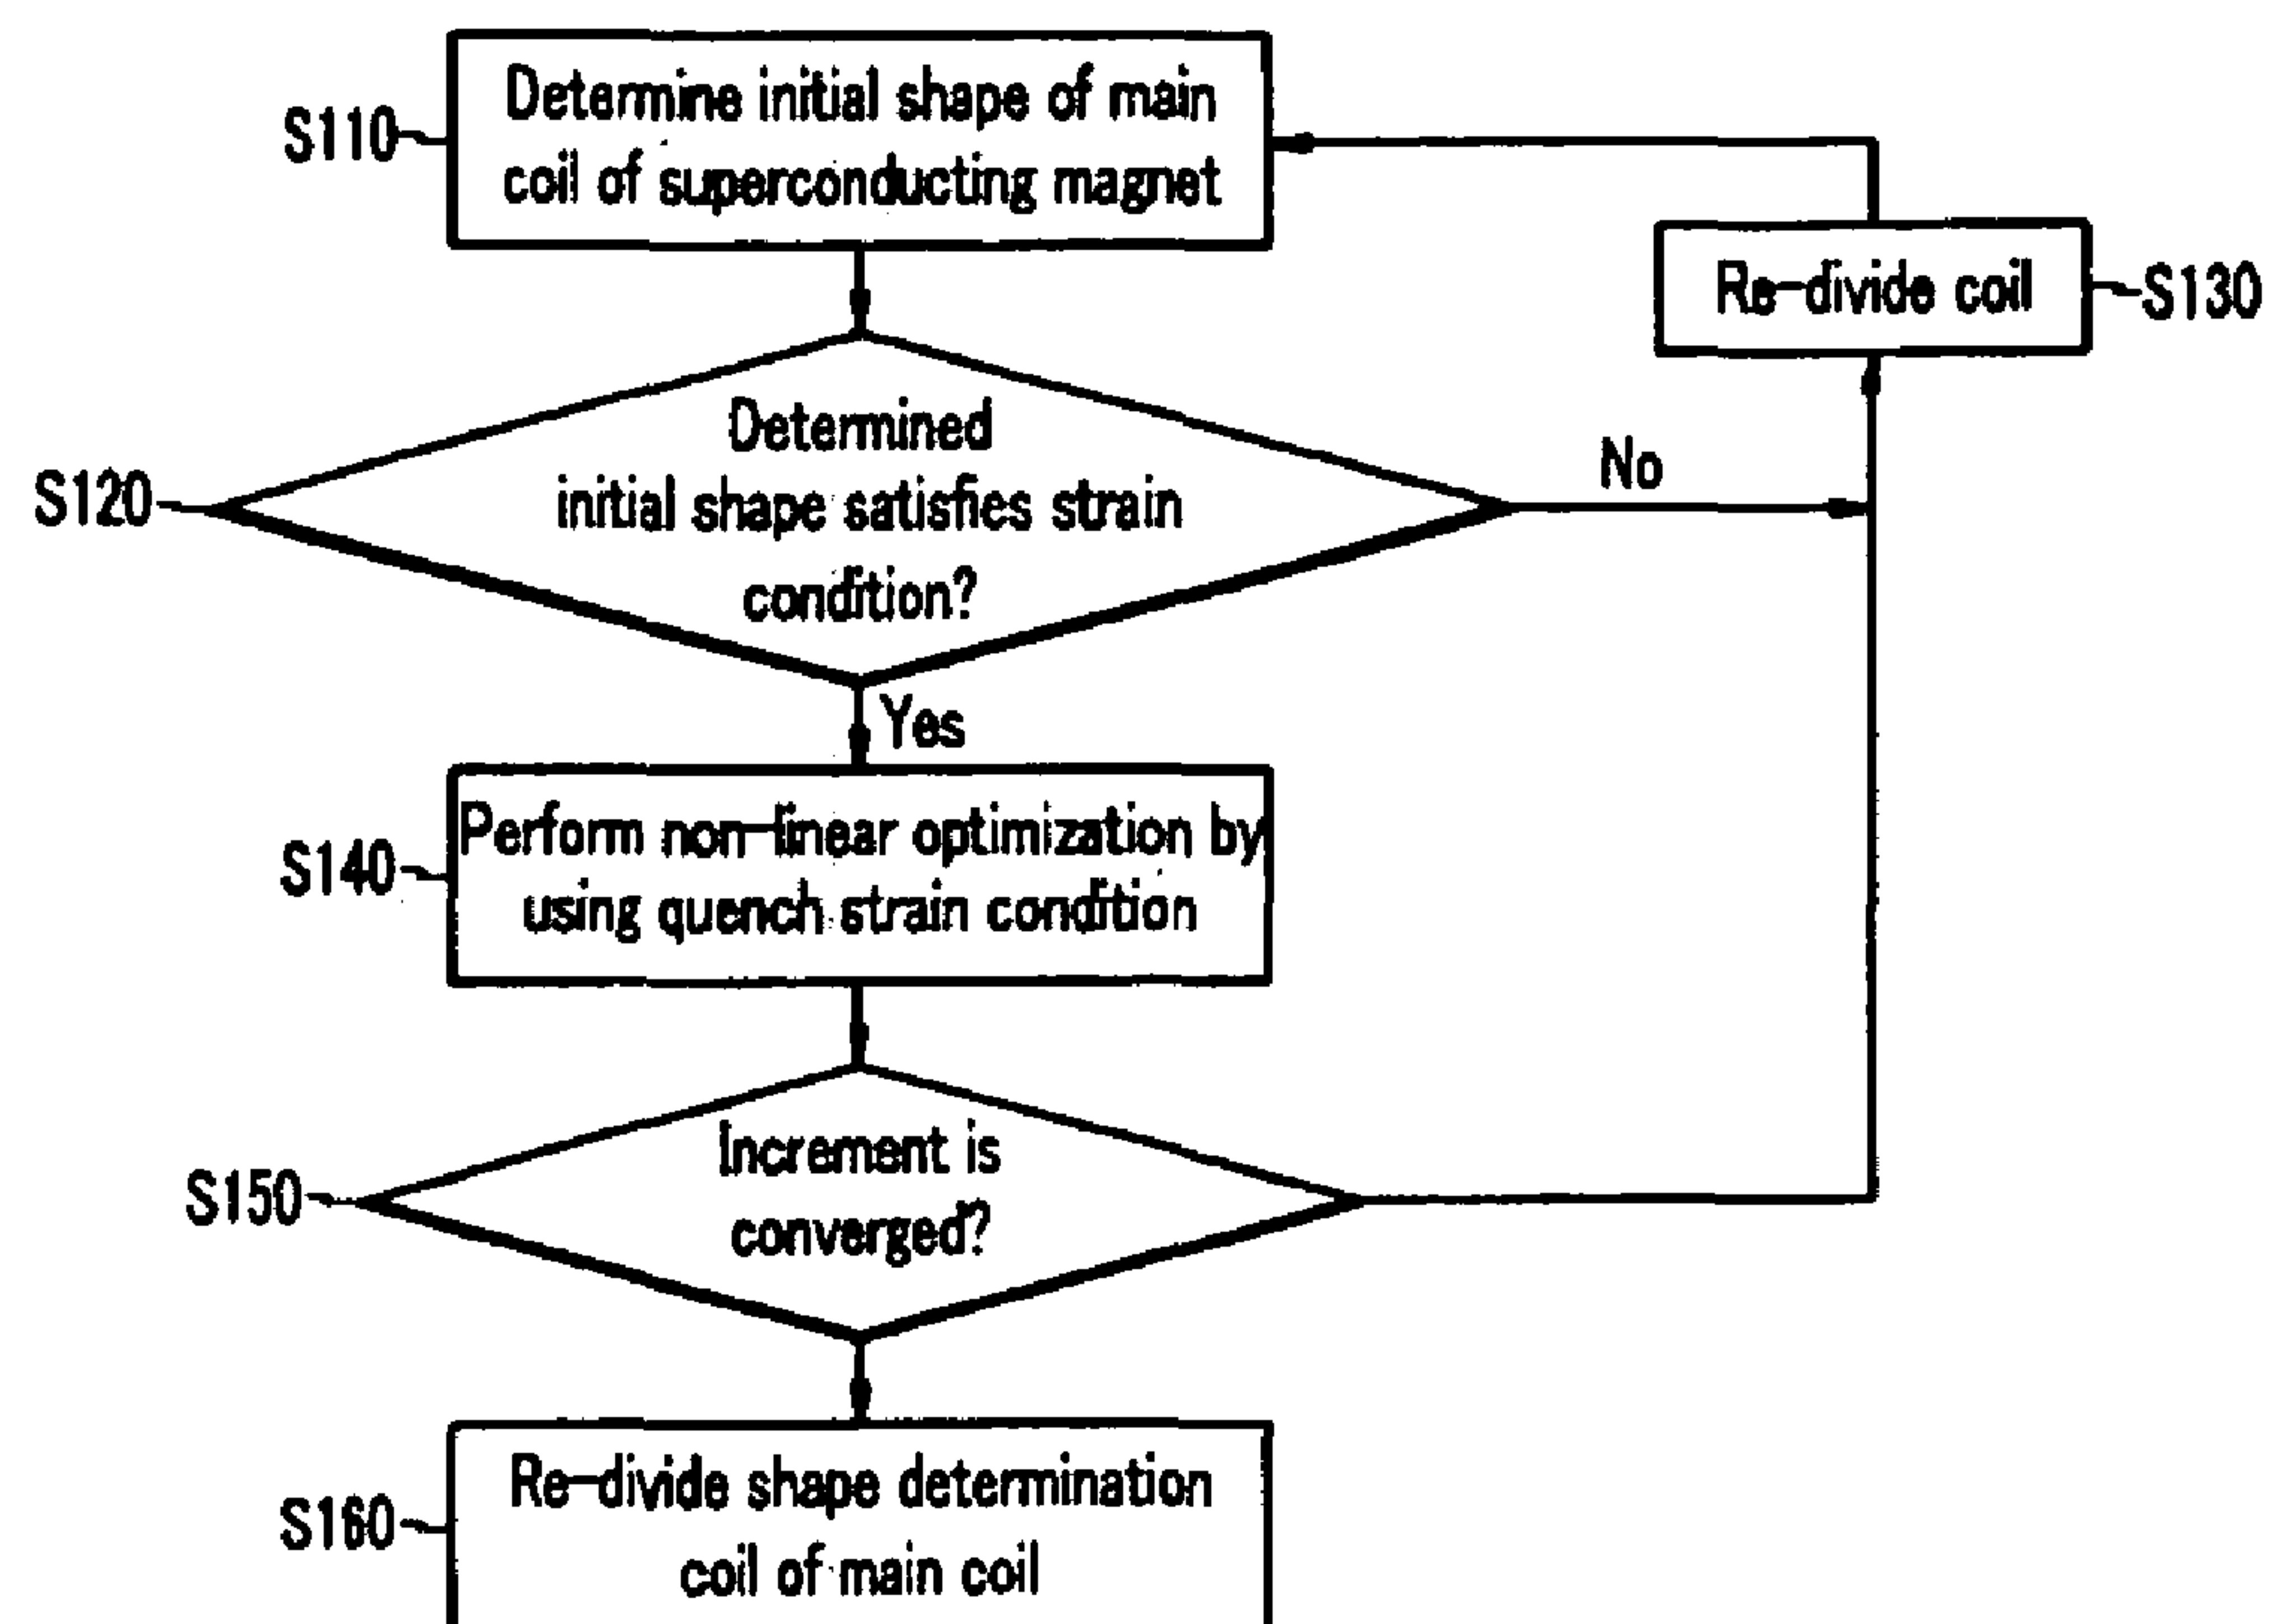 S110
Determine initial shape of main
coil of superconducting magnet
Re-divide coil
S130
S120
Determined
initial shape satisfies strain
condition?
No
Yes
S140
Perform non-linear optimization by
using quench strain condition
S150
Increment is
converged?
S160
Re-divide shape determination
coil of main coil